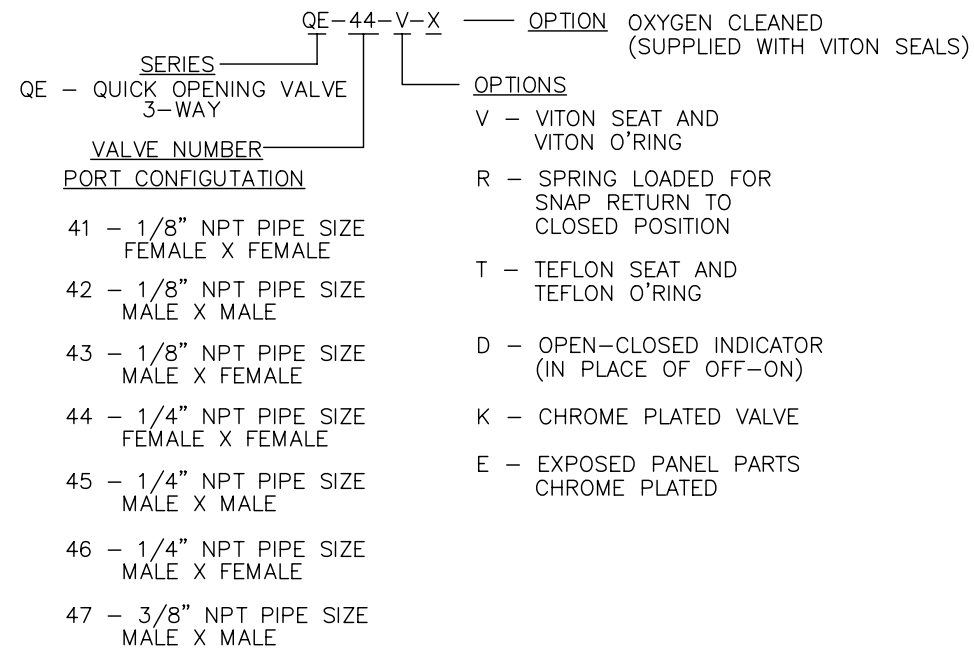 QE-44-V-X
OPTION OXYGEN CLEANED
(SUPPLIED WITH VITON SEALS)
SERIES
QE - QUICK OPENING VALVE
3-WAY
VALVE NUMBER
PORT CONFIGUTATION
41 - 1/8" NPT PIPE SIZE
FEMALE X FEMALE
42 - 1/8" NPT PIPE SIZE
MALE X MALE
43 - 1/8" NPT PIPE SIZE
MALE X FEMALE
44 - 1/4" NPT PIPE SIZE
FEMALE X FEMALE
45 - 1/4" NPT PIPE SIZE
MALE X MALE
46 - 1/4" NPT PIPE SIZE
MALE X FEMALE
47 - 3/8" NPT PIPE SIZE
MALE X MALE
OPTIONS
V - VITON SEAT AND
VITON O'RING
R - SPRING LOADED FOR
SNAP RETURN TO
CLOSED POSITION
T - TEFLON SEAT AND
TEFLON O'RING
D - OPEN-CLOSED INDICATOR
(IN PLACE OF OFF-ON)
K - CHROME PLATED VALVE
E - EXPOSED PANEL PARTS
CHROME PLATED